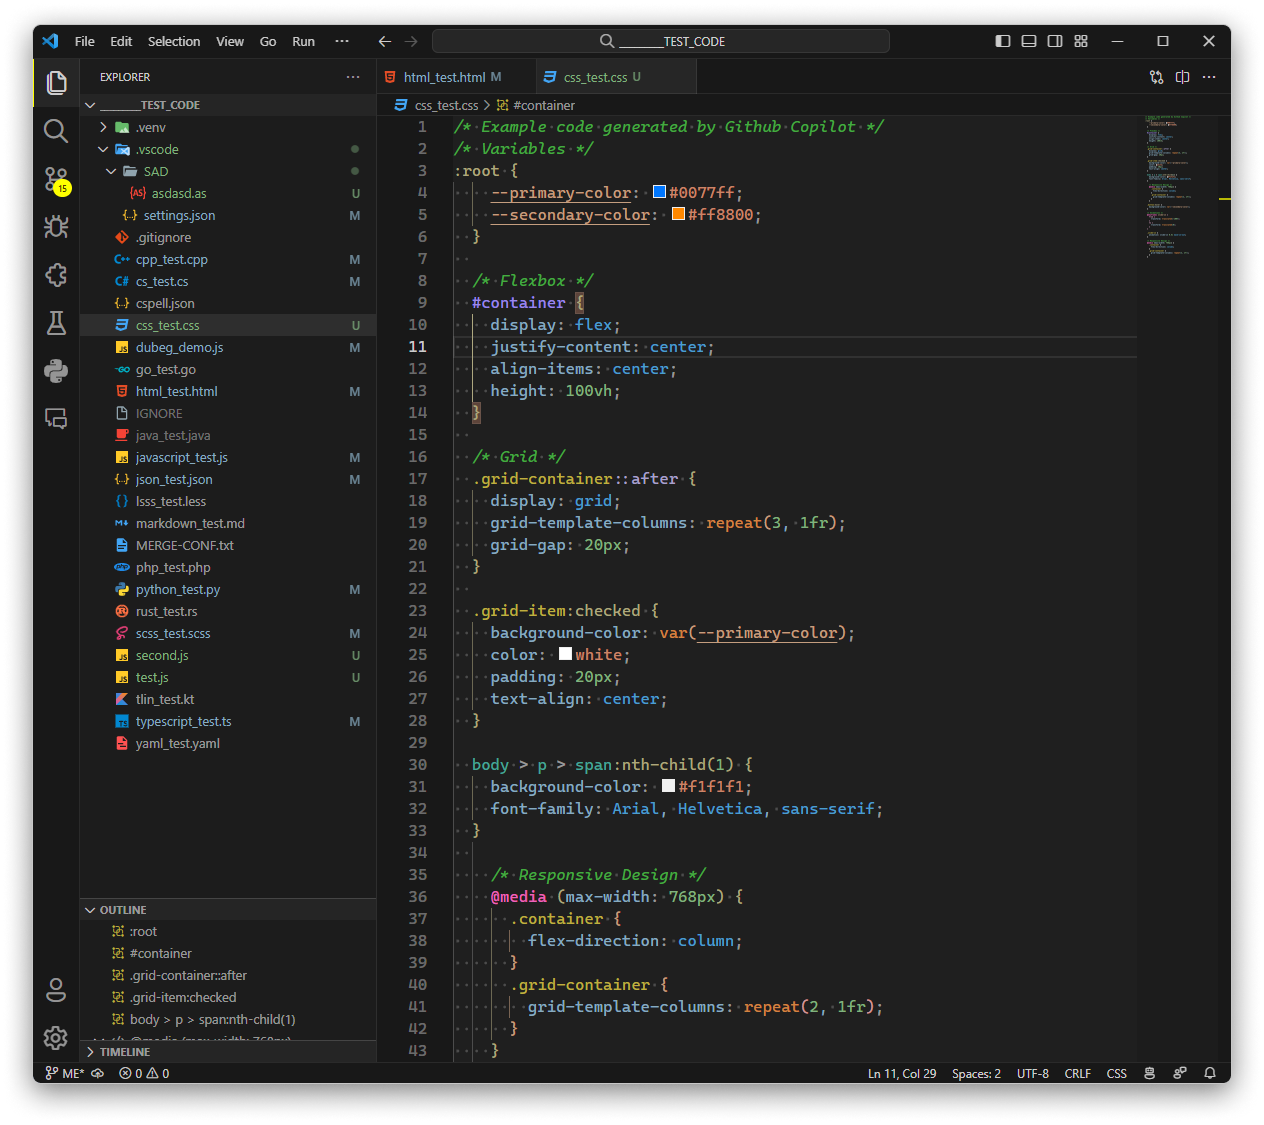 File Edit Selection View Go Run ··· ________TEST_CODE
EXPLORER ···
________TEST_CODE
.venv
.vscode
SAD
asdasd.as U
settings.json M
.gitignore
cpp_test.cpp M
cs_test.cs M
cspell.json
css_test.css U
dubeg_demo.js M
go_test.go
html_test.html M
IGNORE
java_test.java
javascript_test.js M
json_test.json M
lsss_test.less
markdown_test.md
MERGE-CONF.txt
php_test.php
python_test.py M
rust_test.rs
scss_test.scss M
second.js U
test.js U
tlin_test.kt
typescript_test.ts M
yaml_test.yaml
15
OUTLINE
:root
#container
.grid-container::after
.grid-item:checked
body > p > span:nth-child(1)
@media (max-width: 768px)
TIMELINE
html_test.html M css_test.css U
css_test.css > #container
1 /* Example code generated by Github Copilot */
2 /* Variables */
3 :root {
4 --primary-color: #0077ff;
5 --secondary-color: #ff8800;
6 }
7
8 /* Flexbox */
9 #container {
10 display: flex;
11 justify-content: center;
12 align-items: center;
13 height: 100vh;
14 }
15
16 /* Grid */
17 .grid-container::after {
18 display: grid;
19 grid-template-columns: repeat(3, 1fr);
20 grid-gap: 20px;
21 }
22
23 .grid-item:checked {
24 background-color: var(--primary-color);
25 color: white;
26 padding: 20px;
27 text-align: center;
28 }
29
30 body > p > span:nth-child(1) {
31 background-color: #f1f1f1;
32 font-family: Arial, Helvetica, sans-serif;
33 }
34
35 /* Responsive Design */
36 @media (max-width: 768px) {
37 .container {
38 flex-direction: column;
39 }
40 .grid-container {
41 grid-template-columns: repeat(2, 1fr);
42 }
43 }
ME* 0 0 Ln 11, Col 29 Spaces: 2 UTF-8 CRLF CSS